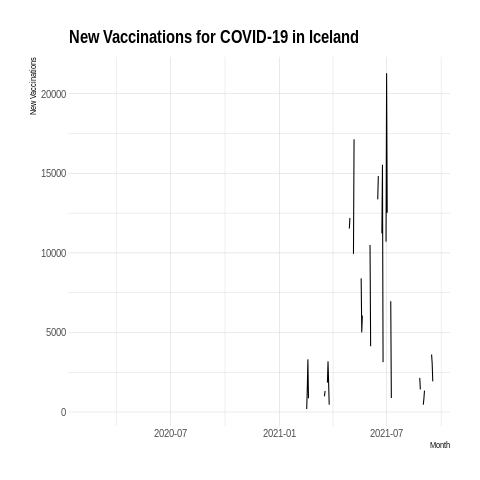 New Vaccinations for COVID-19 in Iceland
New Vaccinations
20000
15000
10000
5000
0
2020-07
2021-01
2021-07
Month